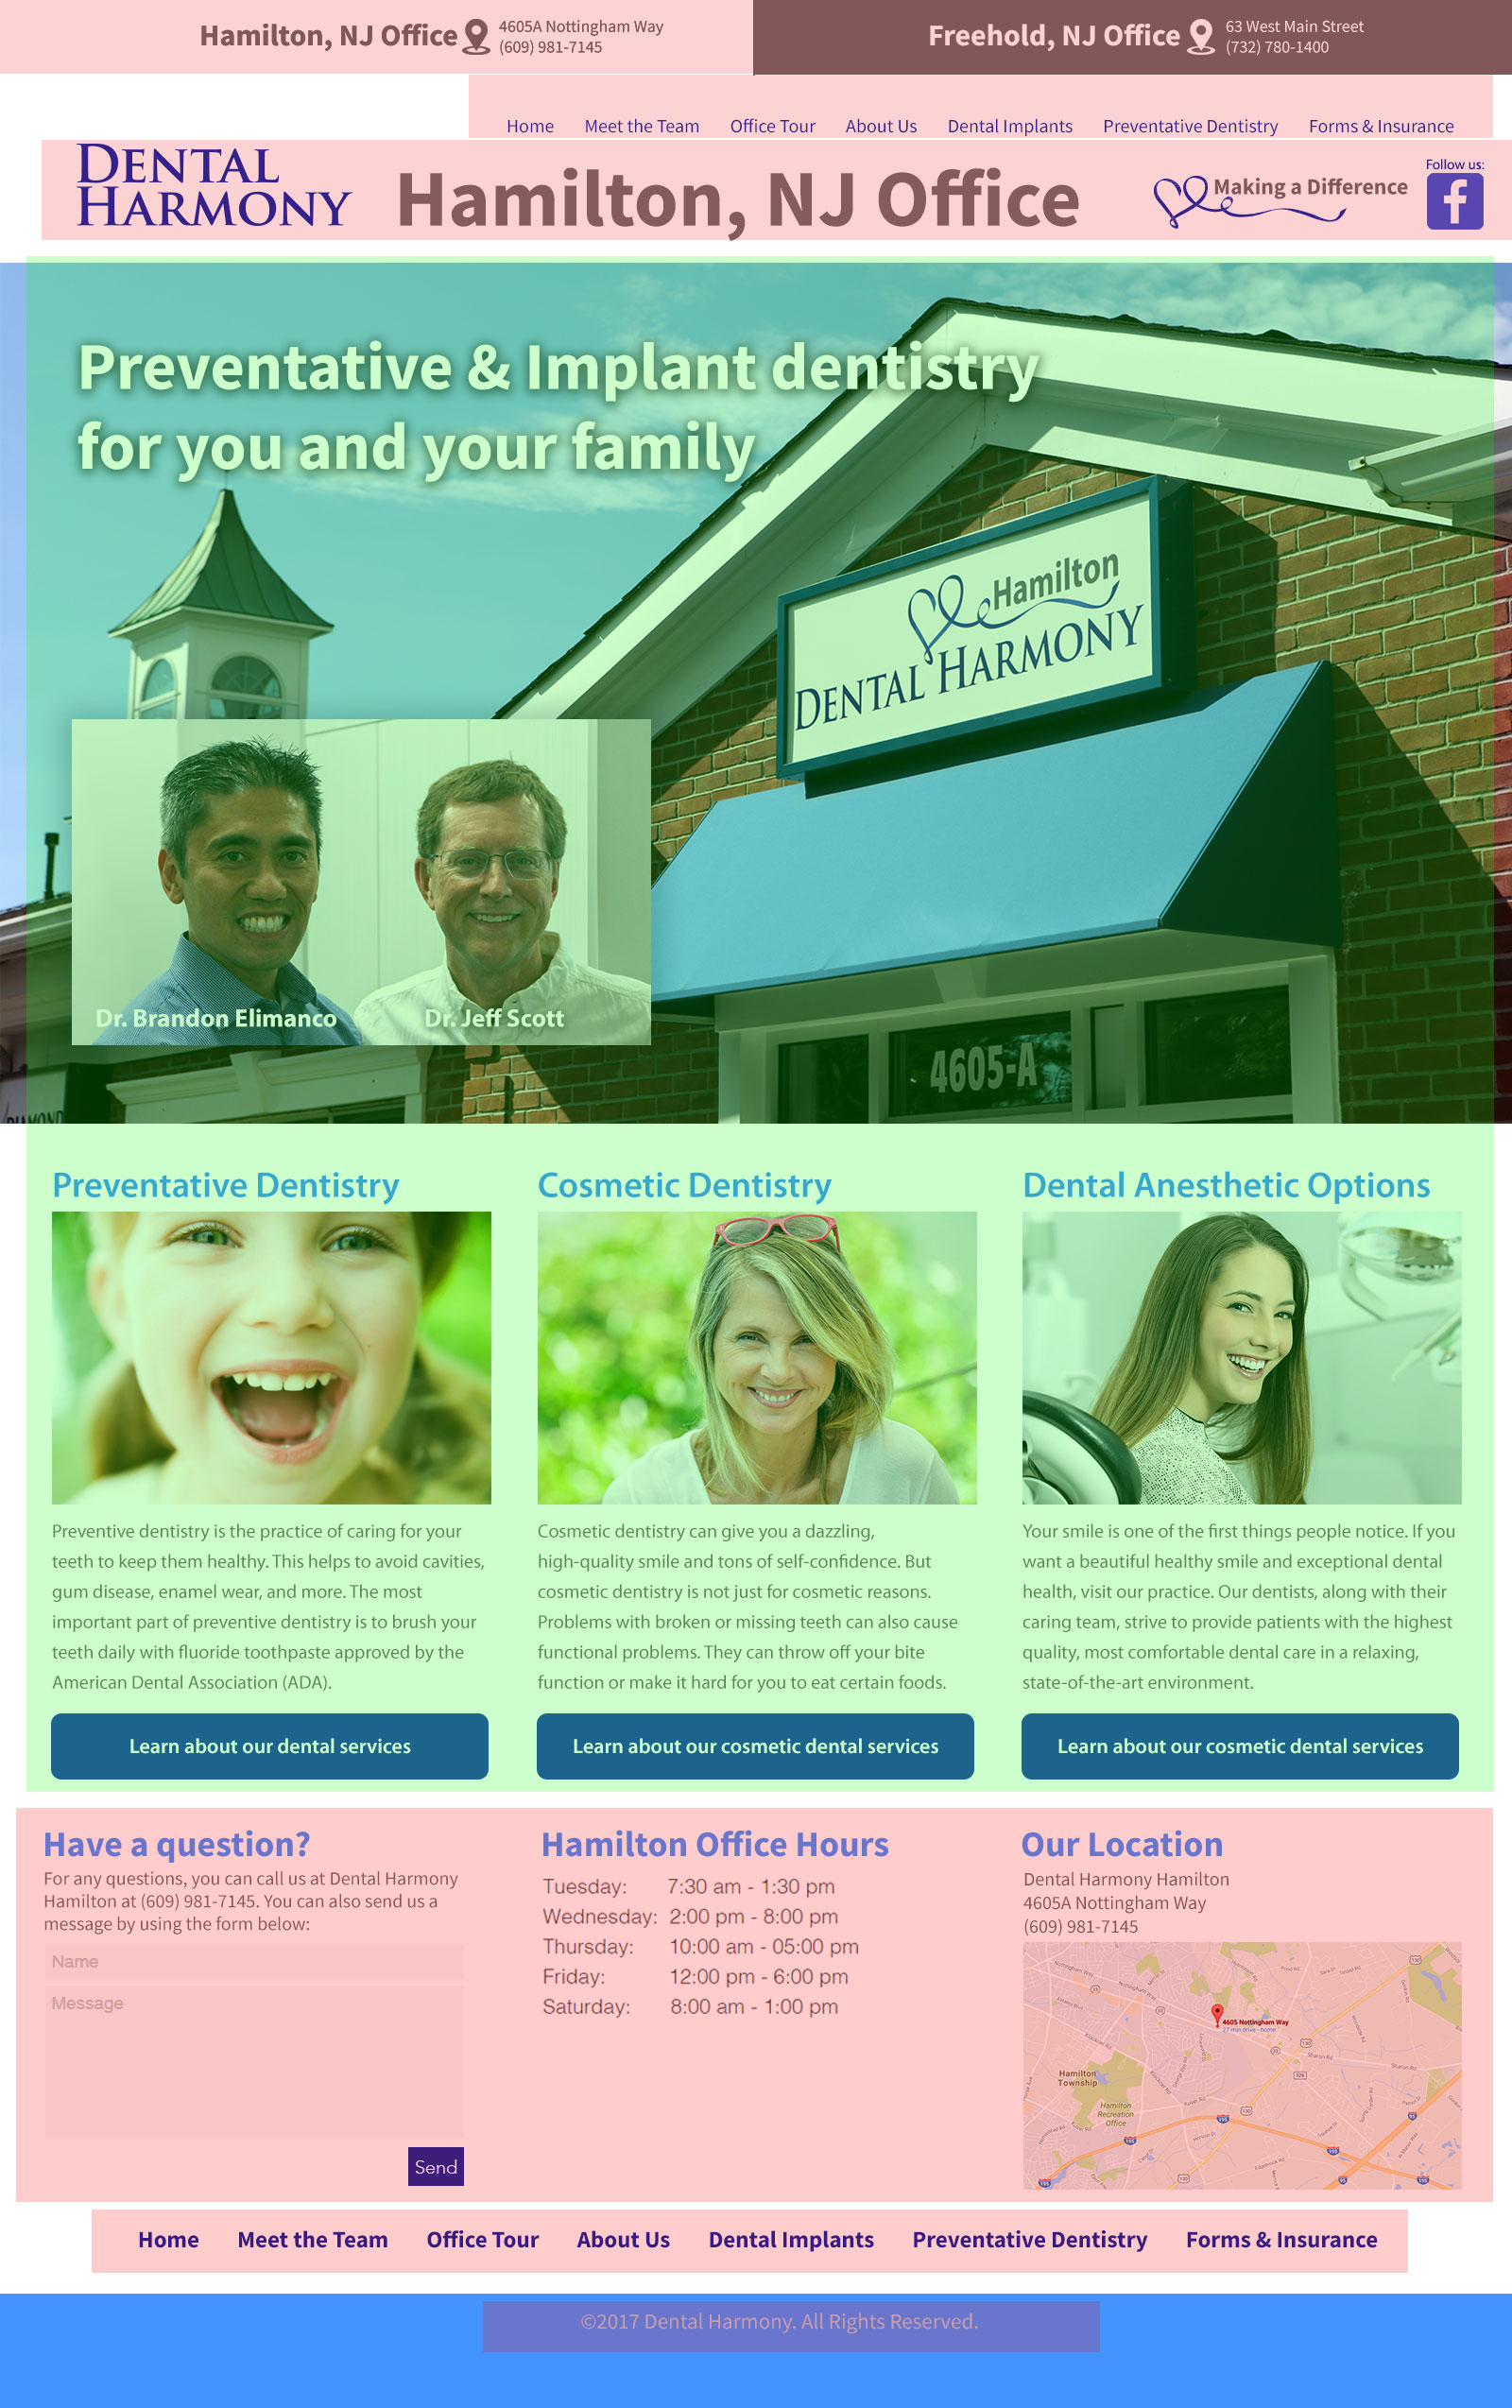 Hamilton, NJ Office
4605A Nottingham Way
(609) 981-7145
Freehold, NJ Office
63 West Main Street
(732) 780-1400
Home Meet the Team Office Tour About Us Dental Implants Preventative Dentistry Forms & Insurance
DENTAL
HARMONY
Hamilton, NJ Office
Making a Difference
Follow us:
Preventative & Implant dentistry
for you and your family
Hamilton
DENTAL HARMONY
Dr. Brandon Elimanco
Dr. Jeff Scott
4605-A
Preventative Dentistry
Preventive dentistry is the practice of caring for your
teeth to keep them healthy. This helps to avoid cavities,
gum disease, enamel wear, and more. The most
important part of preventive dentistry is to brush your
teeth daily with fluoride toothpaste approved by the
American Dental Association (ADA).
Learn about our dental services
Cosmetic Dentistry
Cosmetic dentistry can give you a dazzling,
high-quality smile and tons of self-confidence. But
cosmetic dentistry is not just for cosmetic reasons.
Problems with broken or missing teeth can also cause
functional problems. They can throw off your bite
function or make it hard for you to eat certain foods.
Learn about our cosmetic dental services
Dental Anesthetic Options
Your smile is one of the first things people notice. If you
want a beautiful healthy smile and exceptional dental
health, visit our practice. Our dentists, along with their
caring team, strive to provide patients with the highest
quality, most comfortable dental care in a relaxing,
state-of-the-art environment.
Learn about our cosmetic dental services
Have a question?
For any questions, you can call us at Dental Harmony
Hamilton at (609) 981-7145. You can also send us a
message by using the form below:
Name
Message
Send
Hamilton Office Hours
Tuesday: 7:30 am - 1:30 pm
Wednesday: 2:00 pm - 8:00 pm
Thursday: 10:00 am - 05:00 pm
Friday: 12:00 pm - 6:00 pm
Saturday: 8:00 am - 1:00 pm
Our Location
Dental Harmony Hamilton
4605A Nottingham Way
(609) 981-7145
4605 Nottingham Way
27 min drive - home
Hamilton
Township
Hamilton
Recreation
Office
Home Meet the Team Office Tour About Us Dental Implants Preventative Dentistry Forms & Insurance
©2017 Dental Harmony. All Rights Reserved.